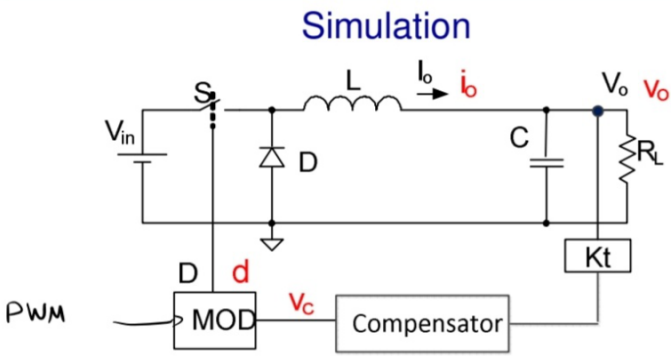 Simulation
S
L
Io
io
Vo
vo
Vin
D
C
RL
Kt
D
d
PWM
MOD
vc
Compensator